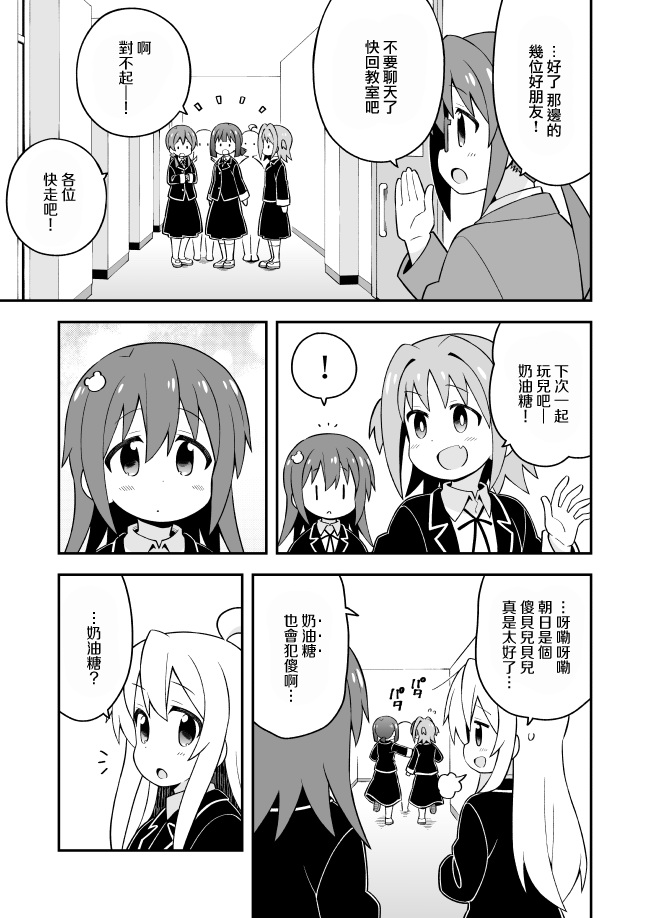 …好了 那邊的
幾位好朋友！
不要聊天了
快回教室吧
啊
對不起—！
各位
快走吧！
下次一起
玩兒吧—
奶油糖！
！
…呀嘞呀嘞
朝日是個
傻貝兒貝兒
真是太好了…
奶油糖
也會犯傻啊…
パタ
パタ
…奶油糖？